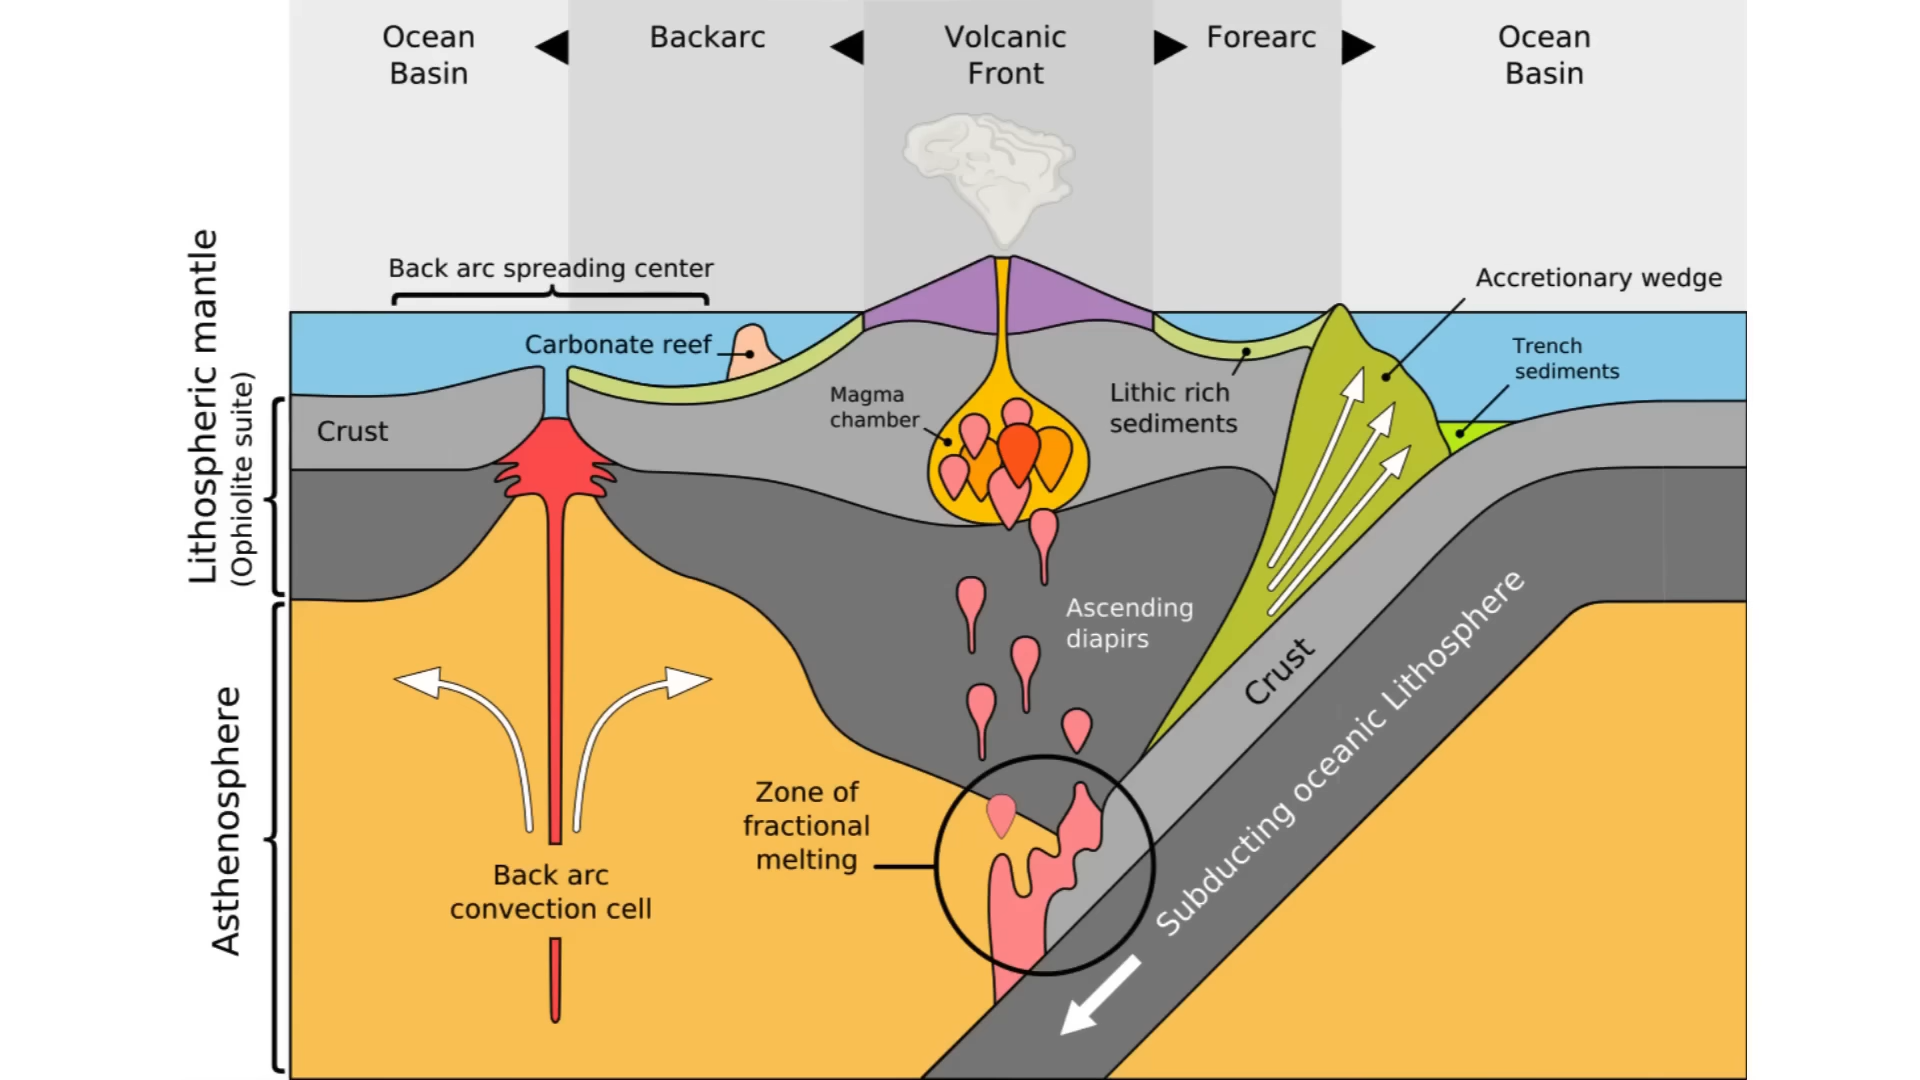 Ocean
Basin
Backarc
Volcanic
Front
Forearc
Ocean
Basin
Back arc spreading center
Accretionary wedge
Carbonate reef
Trench
sediments
Magma
chamber
Lithic rich
sediments
Crust
Lithospheric mantle
(Ophiolite suite)
Ascending
diapirs
Crust
Subducting oceanic Lithosphere
Asthenosphere
Zone of
fractional
melting
Back arc
convection cell